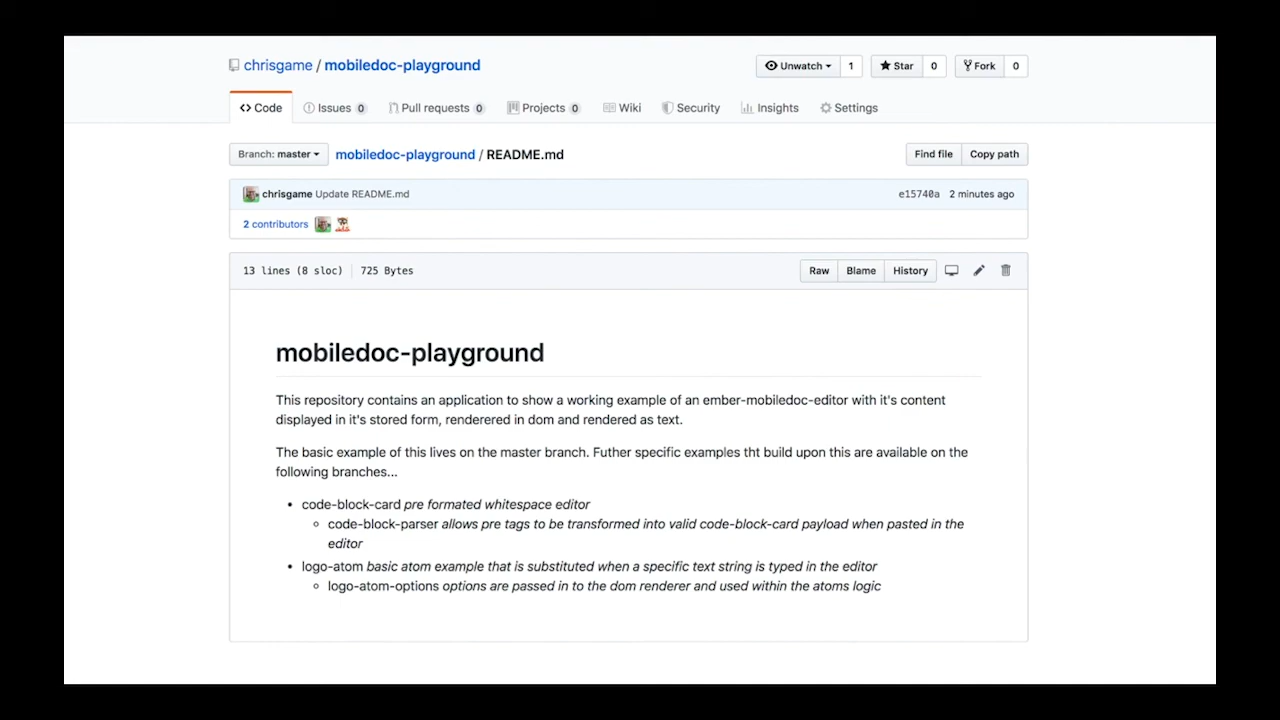 chrisgame / mobiledoc-playground
Unwatch 1 Star 0 Fork 0
Code Issues 0 Pull requests 0 Projects 0 Wiki Security Insights Settings
Branch: master mobiledoc-playground / README.md Find file Copy path
chrisgame Update README.md e15740a 2 minutes ago
2 contributors
13 lines (8 sloc) 725 Bytes Raw Blame History
mobiledoc-playground
This repository contains an application to show a working example of an ember-mobiledoc-editor with it's content
displayed in it's stored form, renderered in dom and rendered as text.
The basic example of this lives on the master branch. Futher specific examples tht build upon this are available on the
following branches...
• code-block-card pre formated whitespace editor
◦ code-block-parser allows pre tags to be transformed into valid code-block-card payload when pasted in the
editor
• logo-atom basic atom example that is substituted when a specific text string is typed in the editor
◦ logo-atom-options options are passed in to the dom renderer and used within the atoms logic